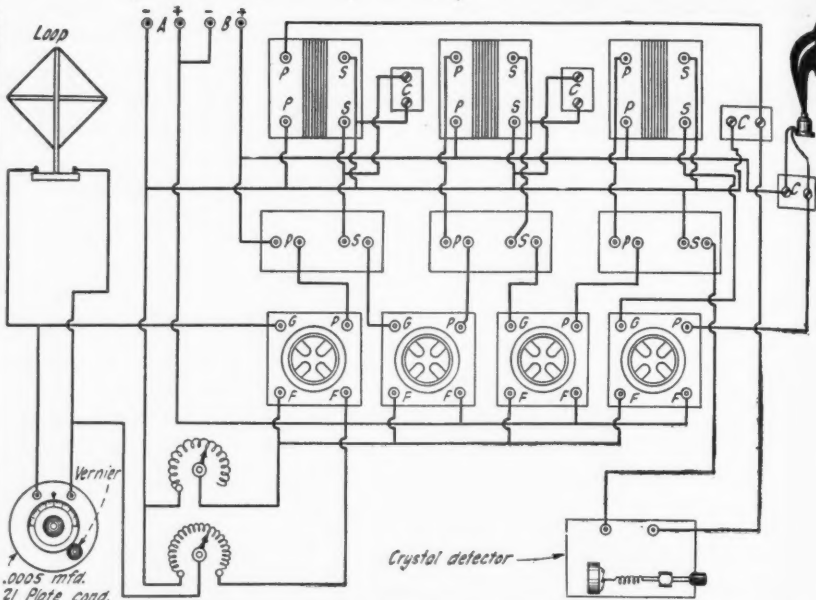 - A + - B +
Loop
P S
P S
C
P S
P S
C
P S
P S
C
C
P S
P S
P S
G P
F F
G P
F F
G P
F F
G P
F F
Vernier
.0005 mfd.
21 Plate cond.
Crystal detector